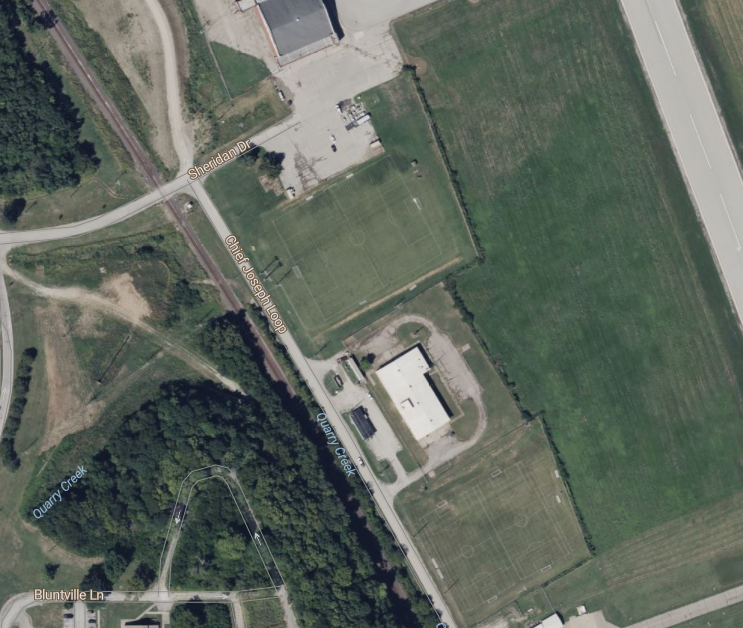 Sheridan Dr
Chief Joseph Loop
Quarry Creek
Quarry Creek
Bluntville Ln